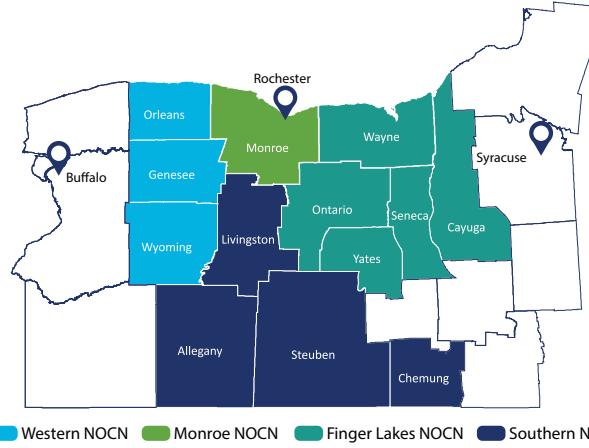 Rochester
Orleans
Wayne
Monroe
Syracuse
Genesee
Buffalo
Ontario
Seneca
Cayuga
Livingston
Wyoming
Yates
Allegany
Steuben
Chemung
Western NOCN
Monroe NOCN
Finger Lakes NOCN
Southern N